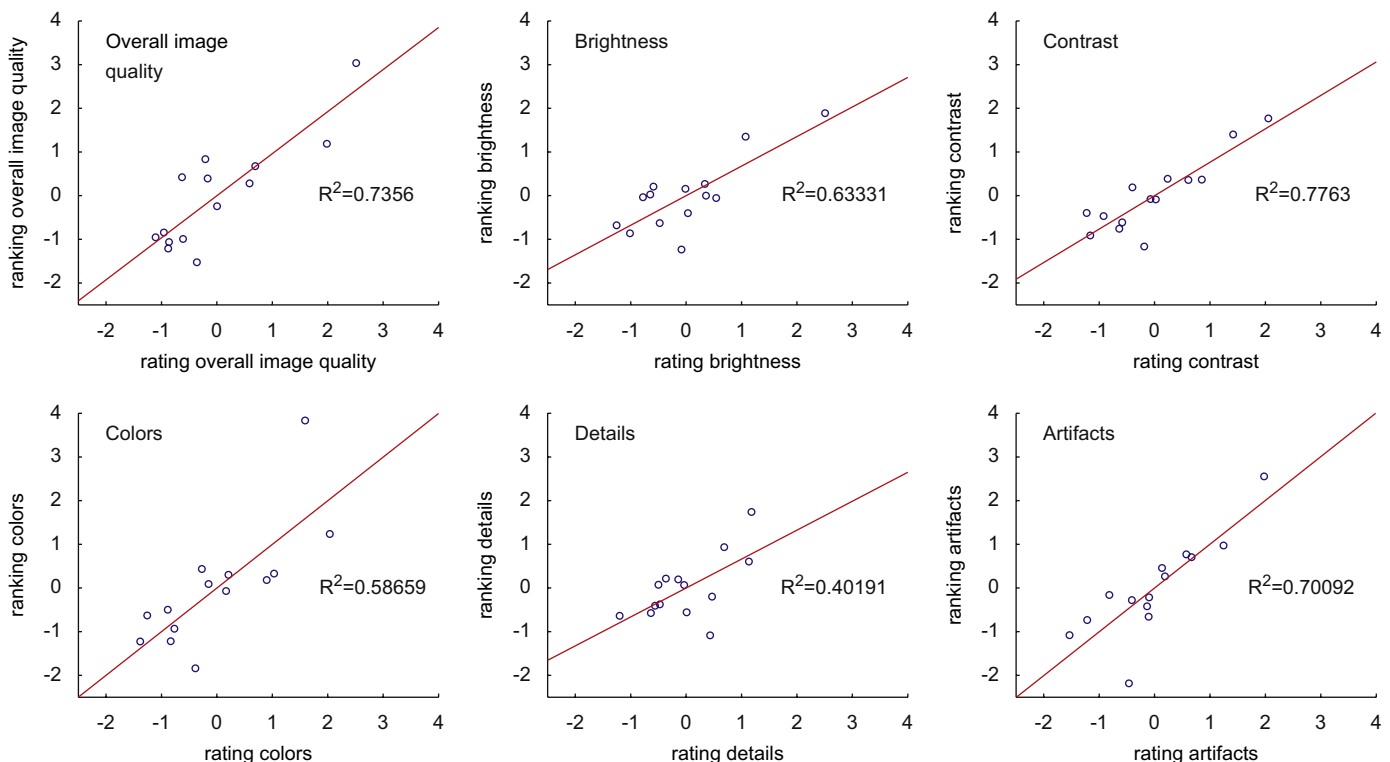 Overall image
quality
R²=0.7356
4
3
2
1
0
-1
-2
-2 -1 0 1 2 3 4
ranking overall image quality
rating overall image quality
Brightness
R²=0.63331
4
3
2
1
0
-1
-2
-2 -1 0 1 2 3 4
ranking brightness
rating brightness
Contrast
R²=0.7763
4
3
2
1
0
-1
-2
-2 -1 0 1 2 3 4
ranking contrast
rating contrast
Colors
R²=0.58659
4
3
2
1
0
-1
-2
-2 -1 0 1 2 3 4
ranking colors
rating colors
Details
R²=0.40191
4
3
2
1
0
-1
-2
-2 -1 0 1 2 3 4
ranking details
rating details
Artifacts
R²=0.70092
4
3
2
1
0
-1
-2
-2 -1 0 1 2 3 4
ranking artifacts
rating artifacts